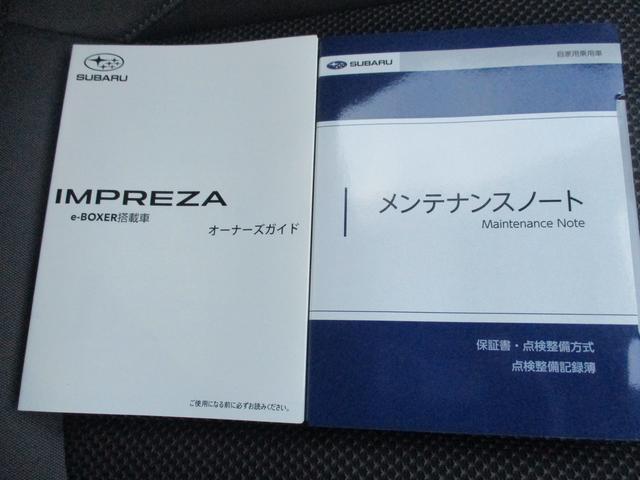 SUBARU
IMPREZA
e-BOXER搭載車
オーナーズガイド
ご使用になる前に必ずお読みください。
SUBARU
自家用乗用車
メンテナンスノート
Maintenance Note
保証書・点検整備方式
点検整備記録簿